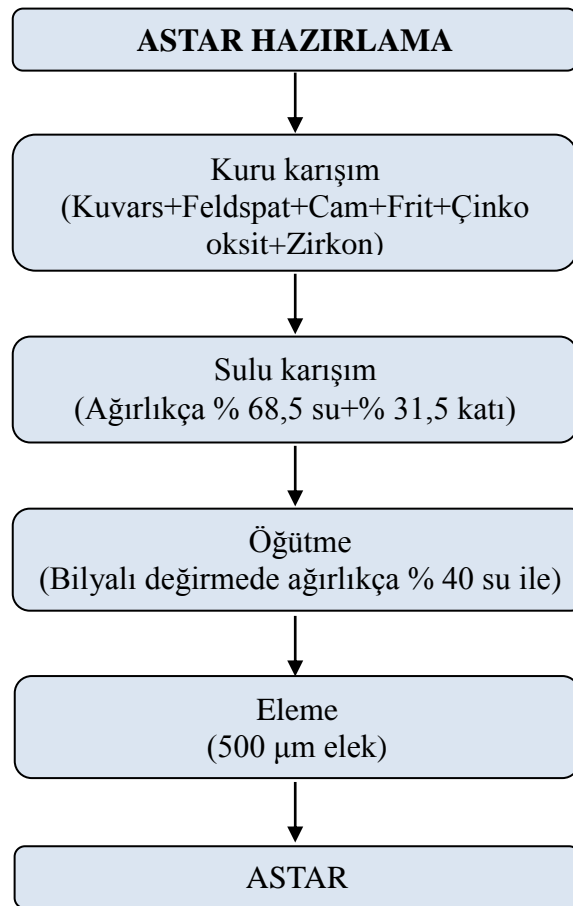 ASTAR HAZIRLAMA
Kuru karışım
(Kuvars+Feldspat+Cam+Frit+Çinko
oksit+Zirkon)
Sulu karışım
(Ağırlıkça % 68,5 su+% 31,5 katı)
Öğütme
(Bilyalı değirmede ağırlıkça % 40 su ile)
Eleme
(500 μm elek)
ASTAR